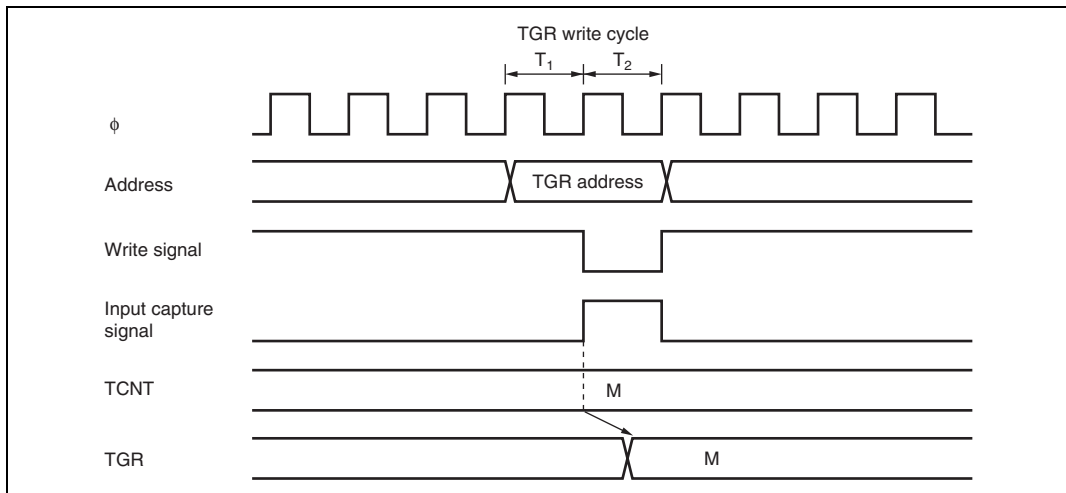 TGR write cycle
T₁ T₂
ϕ
Address
TGR address
Write signal
Input capture
signal
TCNT
M
TGR
M